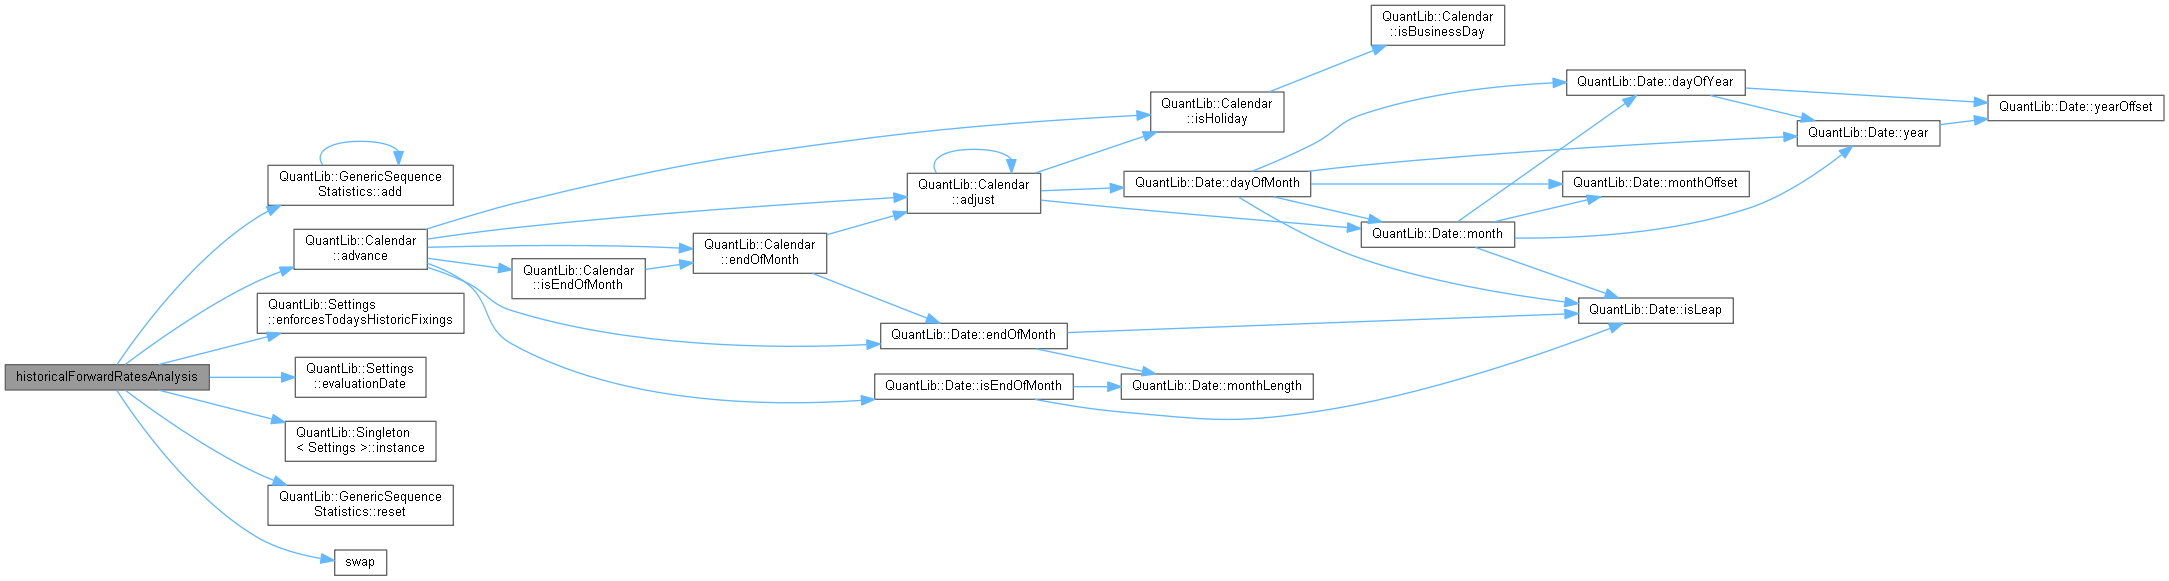 historicalForwardRatesAnalysis
QuantLib::GenericSequence
Statistics::add
QuantLib::Calendar
::advance
QuantLib::Settings
::enforcesTodaysHistoricFixings
QuantLib::Settings
::evaluationDate
QuantLib::Singleton
< Settings >::instance
QuantLib::GenericSequence
Statistics::reset
swap
QuantLib::Calendar
::isEndOfMonth
QuantLib::Calendar
::endOfMonth
QuantLib::Calendar
::adjust
QuantLib::Date::endOfMonth
QuantLib::Date::isEndOfMonth
QuantLib::Calendar
::isHoliday
QuantLib::Date::dayOfMonth
QuantLib::Date::monthLength
QuantLib::Calendar
::isBusinessDay
QuantLib::Date::month
QuantLib::Date::dayOfYear
QuantLib::Date::monthOffset
QuantLib::Date::isLeap
QuantLib::Date::year
QuantLib::Date::yearOffset